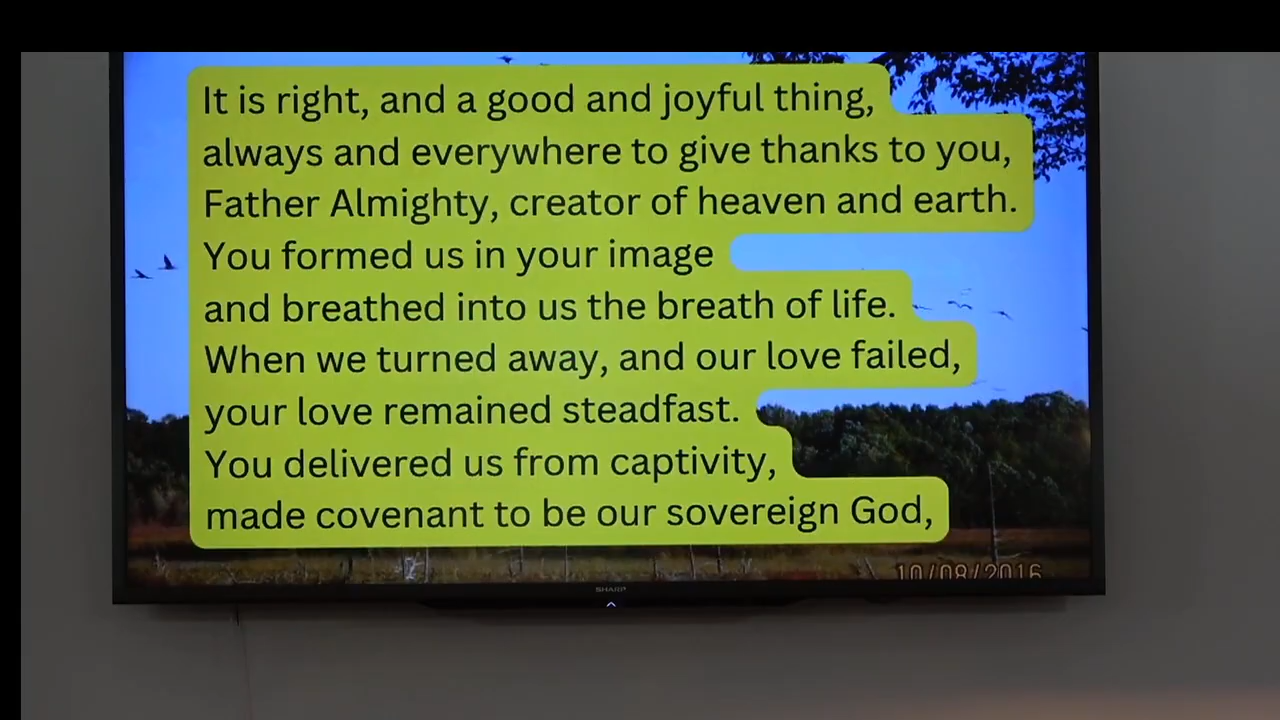 It is right, and a good and joyful thing,
always and everywhere to give thanks to you,
Father Almighty, creator of heaven and earth.
You formed us in your image
and breathed into us the breath of life.
When we turned away, and our love failed,
your love remained steadfast.
You delivered us from captivity,
made covenant to be our sovereign God,
10/08/2016
SHARP